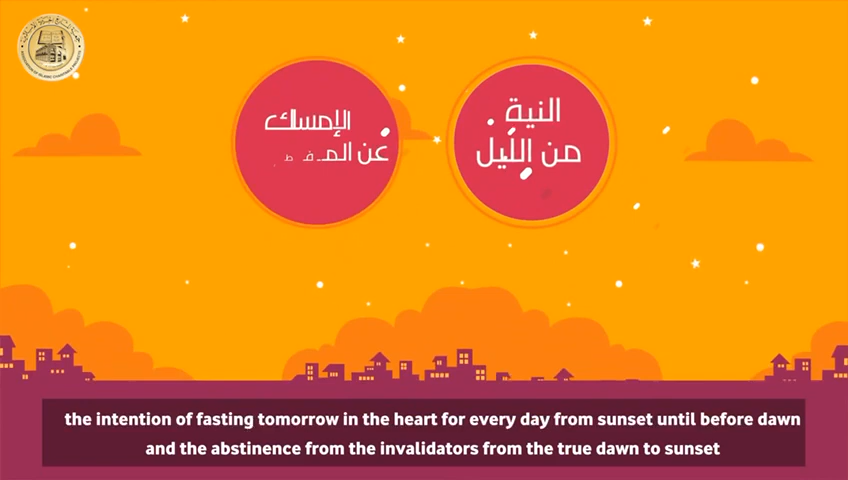 النية
من الليل
الإمساك
عن
the intention of fasting tomorrow in the heart for every day from sunset until before dawn
and the abstinence from the invalidators from the true dawn to sunset